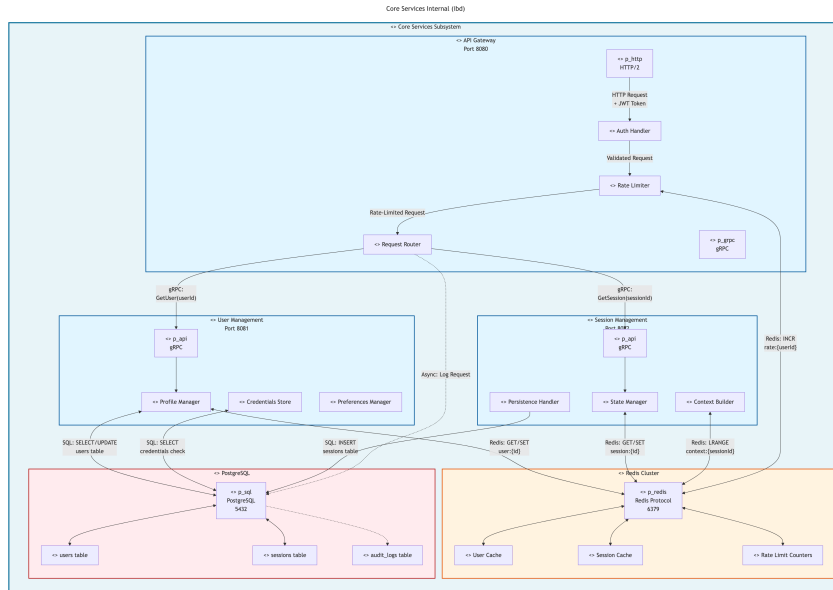 Core Services Internal (ibd)
<> Core Services Subsystem
<> API Gateway
Port 8080
<> p_http
HTTP/2
HTTP Request
+ JWT Token
<> Auth Handler
Validated Request
<> Rate Limiter
Rate-Limited Request
<> Request Router
<> p_grpc
gRPC
gRPC:
GetUser(userId)
gRPC:
GetSession(sessionId)
<> User Management
Port 8081
<> p_api
gRPC
<> Session Management
<> p_api
gRPC
Redis: INCR
rate:{userId}
Async: Log Request
<> Profile Manager
<> Credentials Store
<> Preferences Manager
<> Persistence Handler
<> State Manager
<> Context Builder
SQL: SELECT/UPDATE
users table
SQL: SELECT
credentials check
SQL: INSERT
sessions table
Redis: GET/SET
user:{id}
Redis: GET/SET
session:{id}
Redis: LRANGE
context:{sessionId}
<> PostgreSQL
<> p_sql
PostgreSQL
5432
<> Redis Cluster
<> p_redis
Redis Protocol
6379
<> users table
<> sessions table
<> audit_logs table
<> User Cache
<> Session Cache
<> Rate Limit Counters